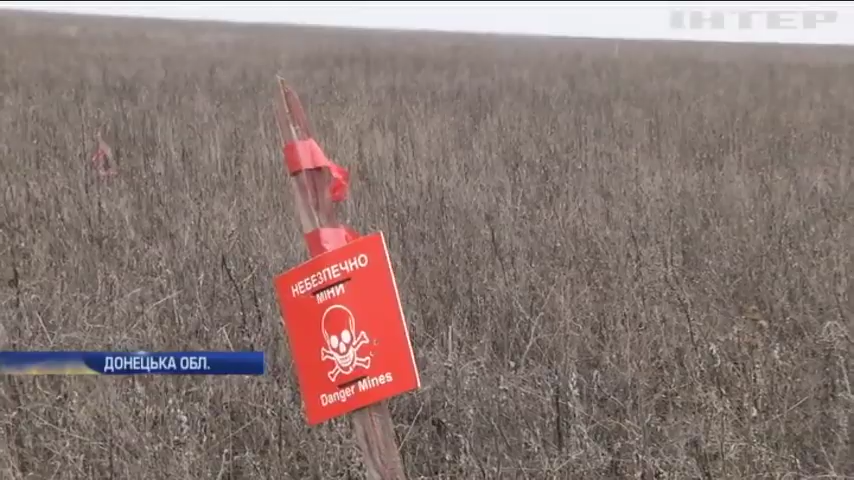 ІНТЕР
НЕБЕЗПЕЧНО
МІНИ
Danger Mines
ДОНЕЦЬКА ОБЛ.